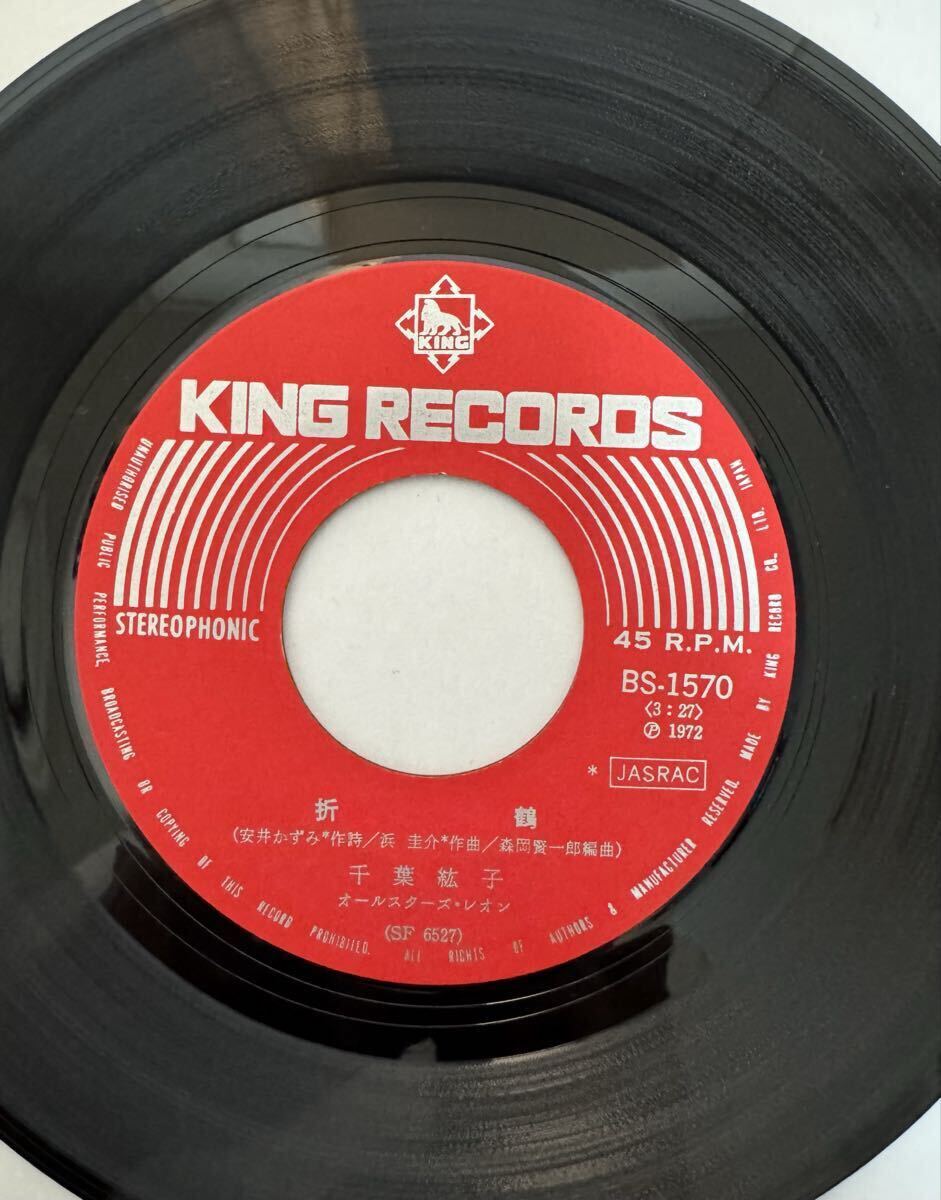 KING
KING RECORDS
STEREOPHONIC
45 R.P.M.
BS-1570
〈3：27〉
Ⓟ 1972
* JASRAC
折鶴
(安井かずみ*作詩/浜 圭介*作曲/森岡賢一郎編曲)
千葉紘子
オールスターズ・レオン
(SF 6527)
UNAUTHORISED PUBLIC PERFORMANCE, BROADCASTING OR COPYING OF THIS RECORD PROHIBITED. ALL RIGHTS OF AUTHORS & MANUFACTURER RESERVED. MADE BY KING RECORD CO., LTD. JAPAN